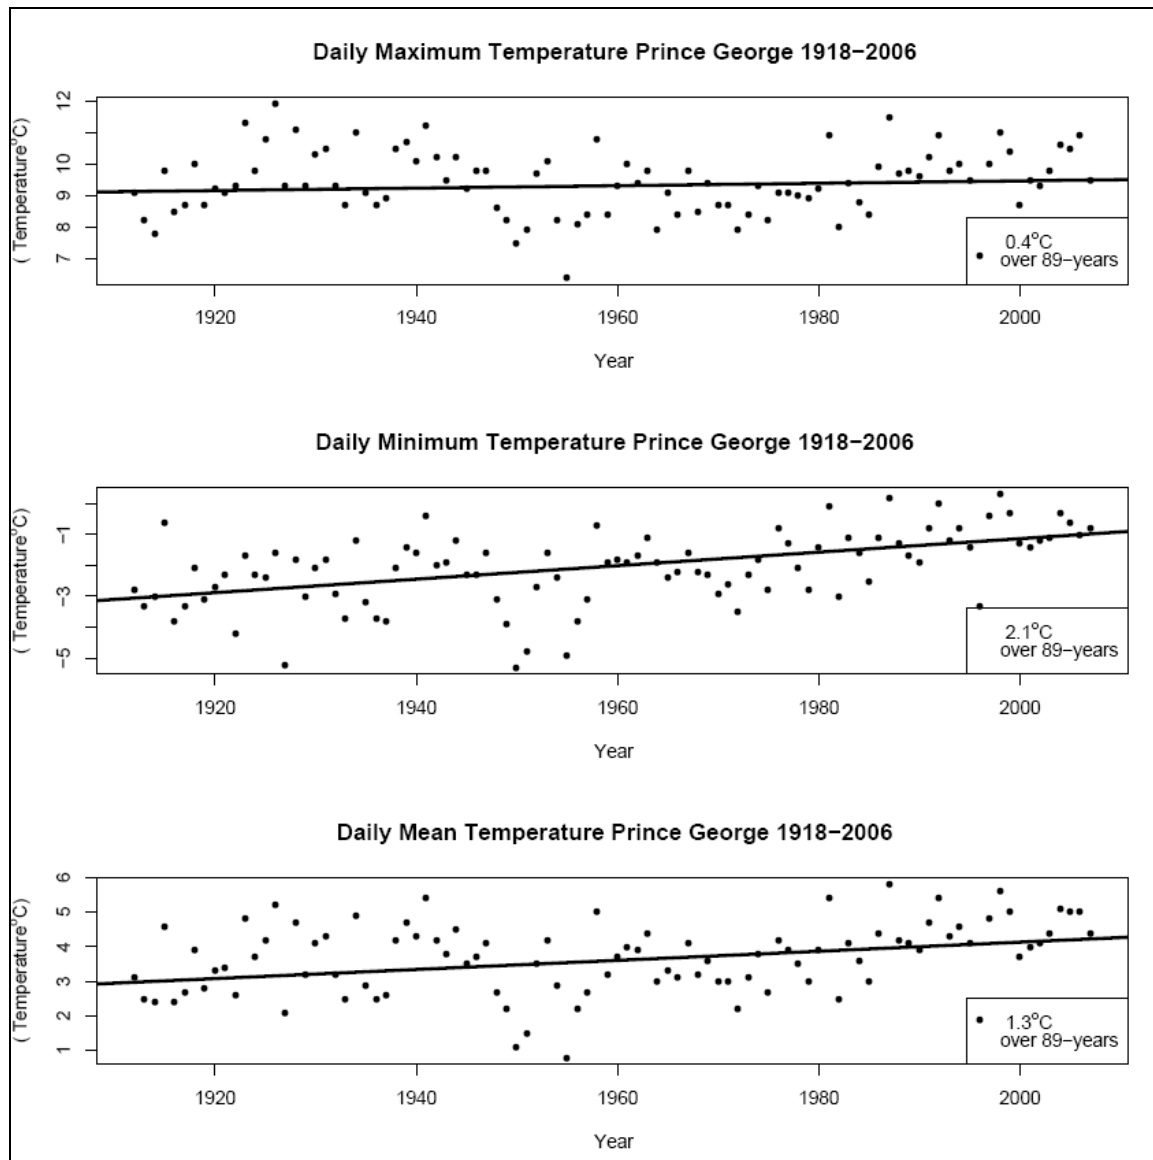 Daily Maximum Temperature Prince George 1918−2006
( Temperature°C)
12
10
9
8
7
0.4°C
over 89−years
1920 1940 1960 1980 2000
Year
Daily Minimum Temperature Prince George 1918−2006
( Temperature°C)
−1
−3
−5
2.1°C
over 89−years
1920 1940 1960 1980 2000
Year
Daily Mean Temperature Prince George 1918−2006
( Temperature°C)
6
5
4
3
2
1
1.3°C
over 89−years
1920 1940 1960 1980 2000
Year